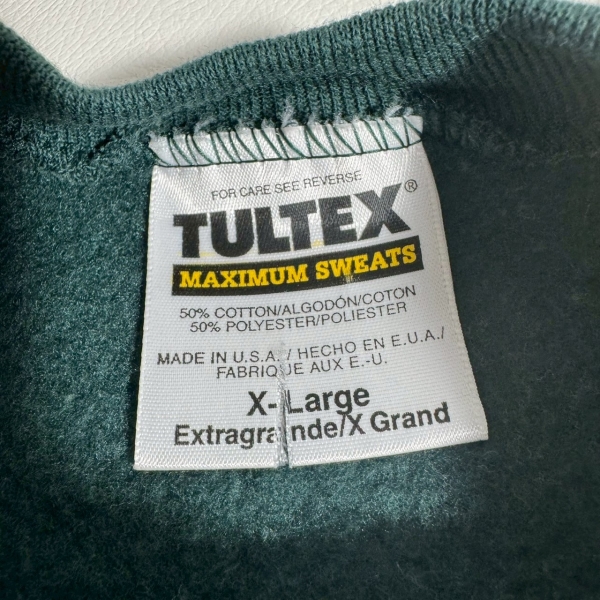 FOR CARE SEE REVERSE
TULTEX®
MAXIMUM SWEATS
50% COTTON/ALGODÓN/COTON
50% POLYESTER/POLIESTER
MADE IN U.S.A./ HECHO EN E.U.A./
FABRIQUE AUX E.-U.
X-Large
Extragrande/X Grand